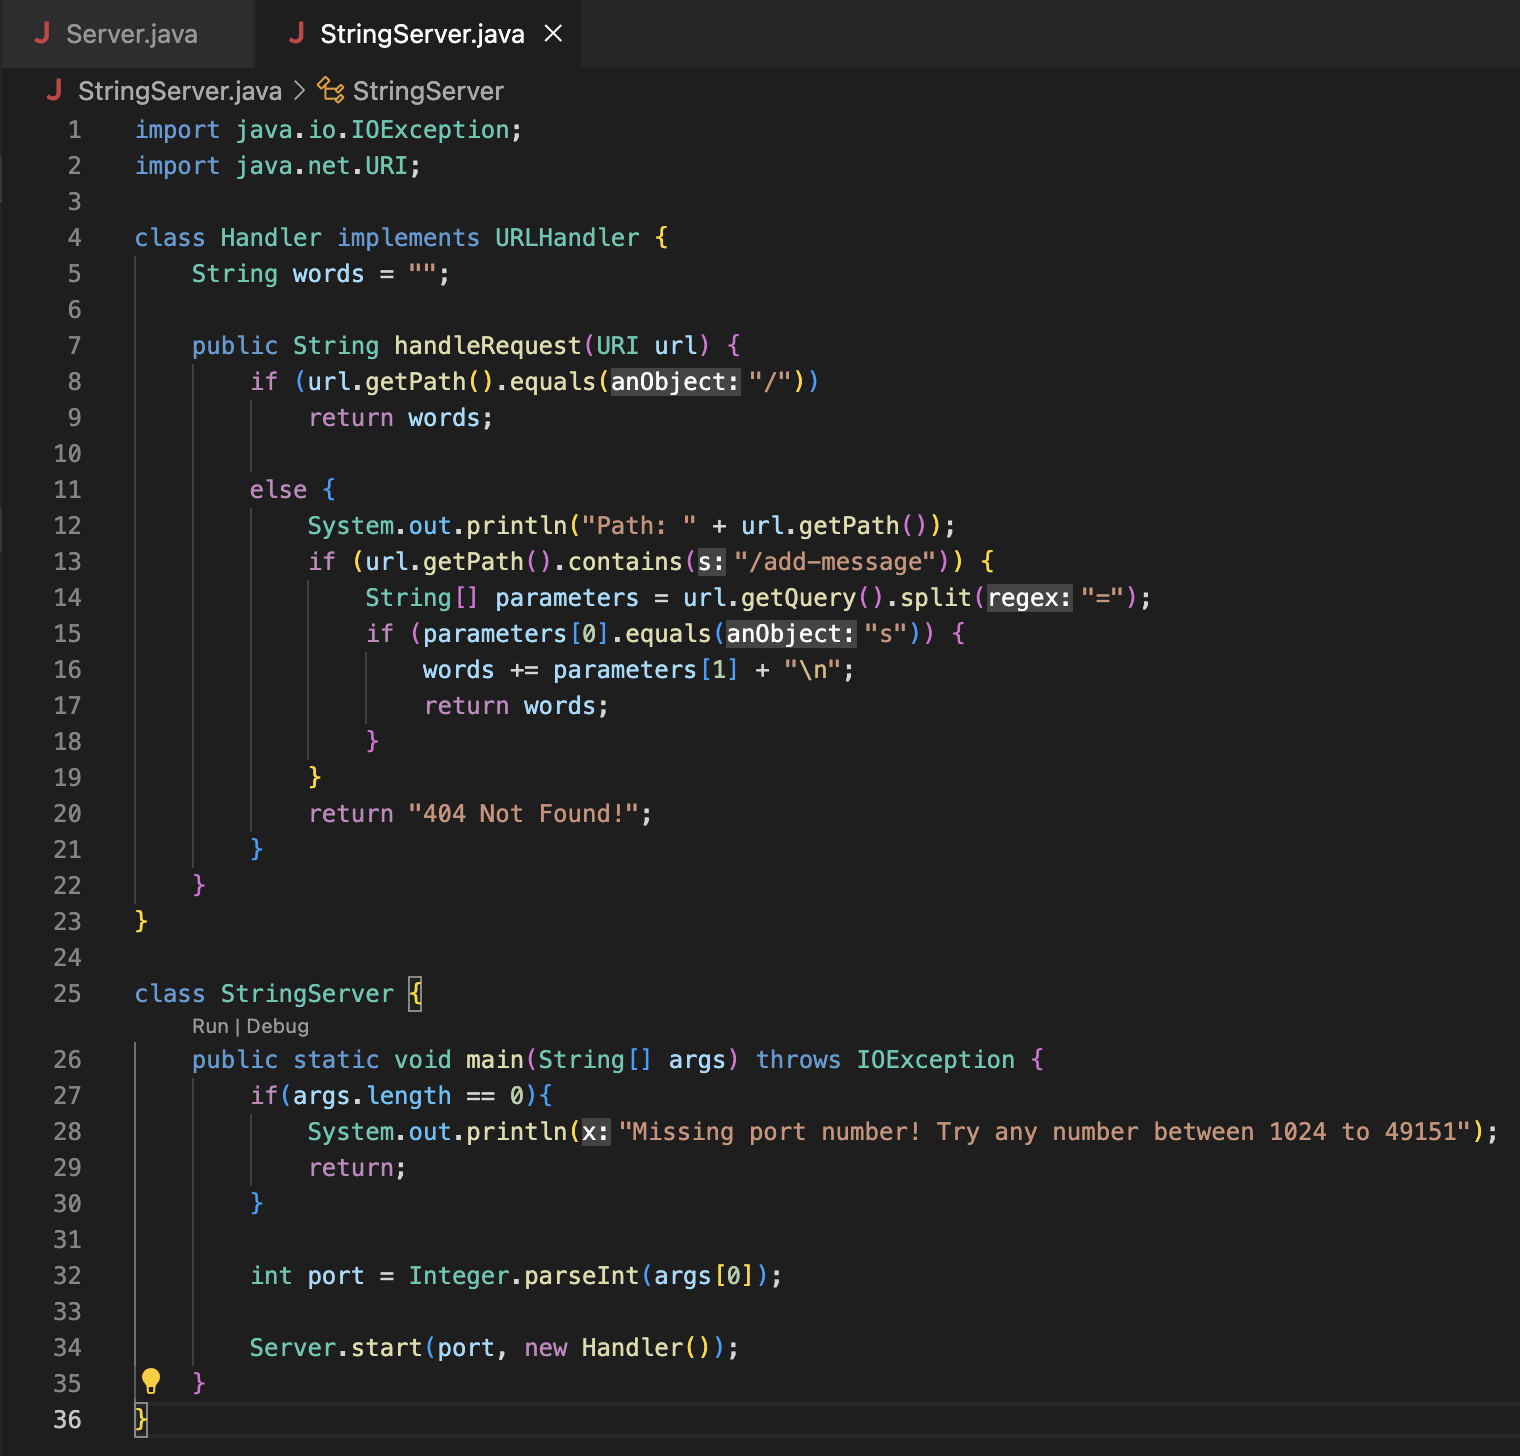 Server.java StringServer.java
StringServer.java > StringServer
1 import java.io.IOException;
2 import java.net.URI;
3
4 class Handler implements URLHandler {
5     String words = "";
6
7     public String handleRequest(URI url) {
8         if (url.getPath().equals(anObject: "/"))
9             return words;
10
11         else {
12             System.out.println("Path: " + url.getPath());
13             if (url.getPath().contains(s: "/add-message")) {
14                 String[] parameters = url.getQuery().split(regex: "=");
15                 if (parameters[0].equals(anObject: "s")) {
16                     words += parameters[1] + "\n";
17                     return words;
18                 }
19             }
20             return "404 Not Found!";
21         }
22     }
23 }
24
25 class StringServer {
Run | Debug
26     public static void main(String[] args) throws IOException {
27         if(args.length == 0){
28             System.out.println(x: "Missing port number! Try any number between 1024 to 49151");
29             return;
30         }
31
32         int port = Integer.parseInt(args[0]);
33
34         Server.start(port, new Handler());
35     }
36 }